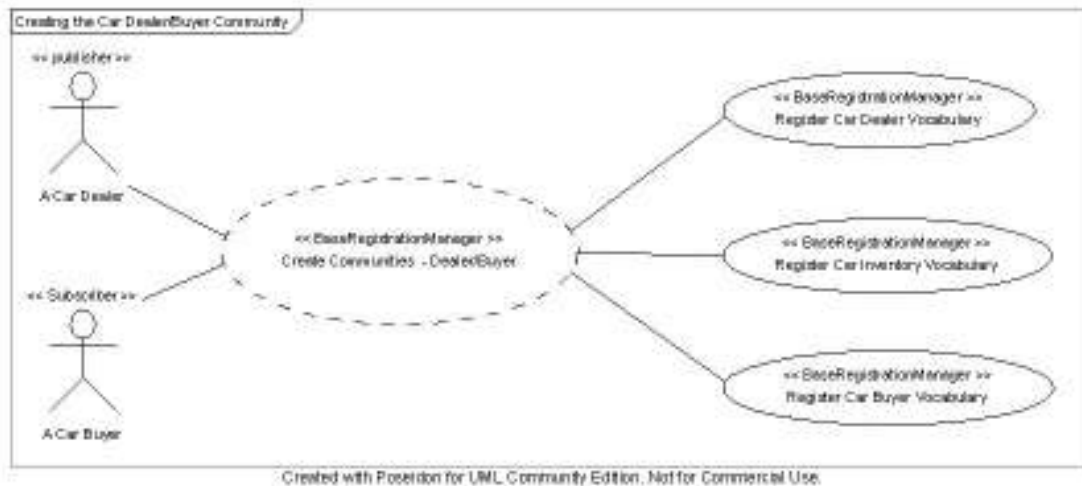 Creating the Car Dealer/Buyer Community
<< publisher >>
A Car Dealer
<< Subscriber >>
A Car Buyer
<< BaseRegistrationManager >>
Create Communities - Dealer/Buyer
<< BaseRegistrationManager >>
Register Car Dealer Vocabulary
<< BaseRegistrationManager >>
Register Car Inventory Vocabulary
<< BaseRegistrationManager >>
Register Car Buyer Vocabulary
Created with Poseidon for UML Community Edition. Not for Commercial Use.